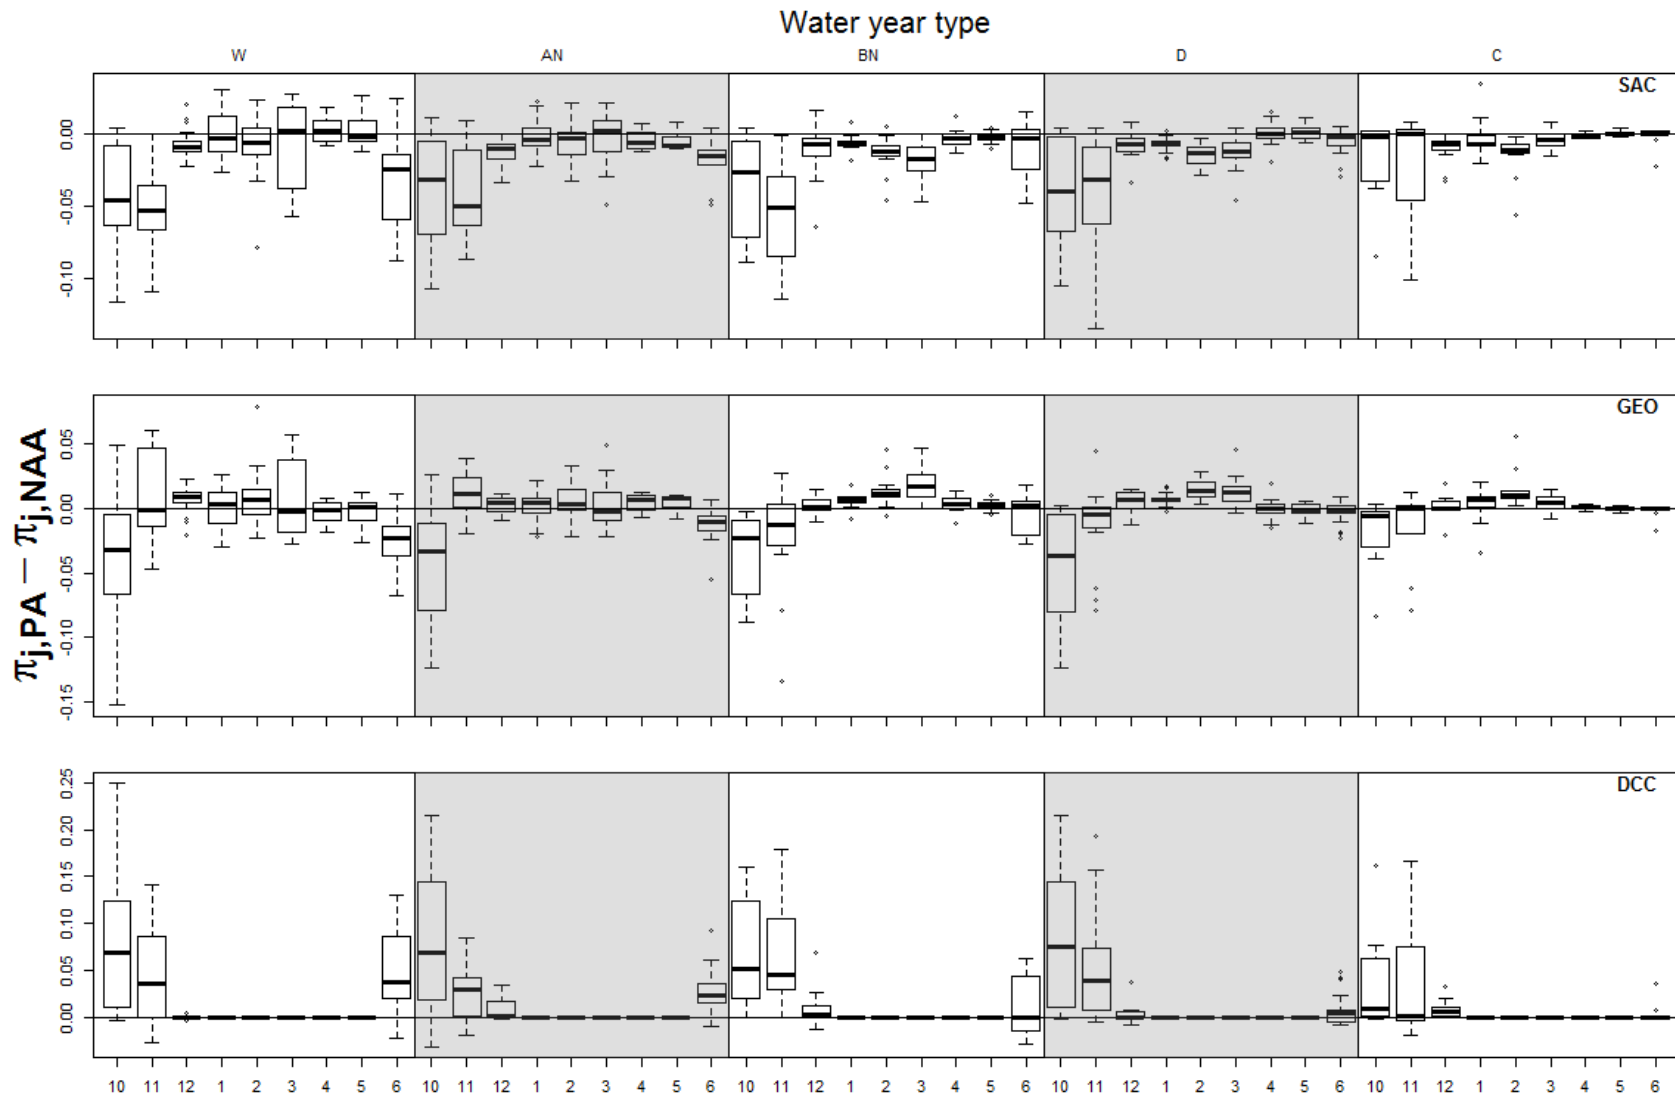 Water year type
W AN BN D C
SAC
0.00
-0.05
-0.10
GEO
0.05
0.00
-0.05
-0.10
-0.15
πj,PA − πj,NAA
DCC
0.25
0.20
0.15
0.10
0.05
0.00
10 11 12 1 2 3 4 5 6 10 11 12 1 2 3 4 5 6 10 11 12 1 2 3 4 5 6 10 11 12 1 2 3 4 5 6 10 11 12 1 2 3 4 5 6